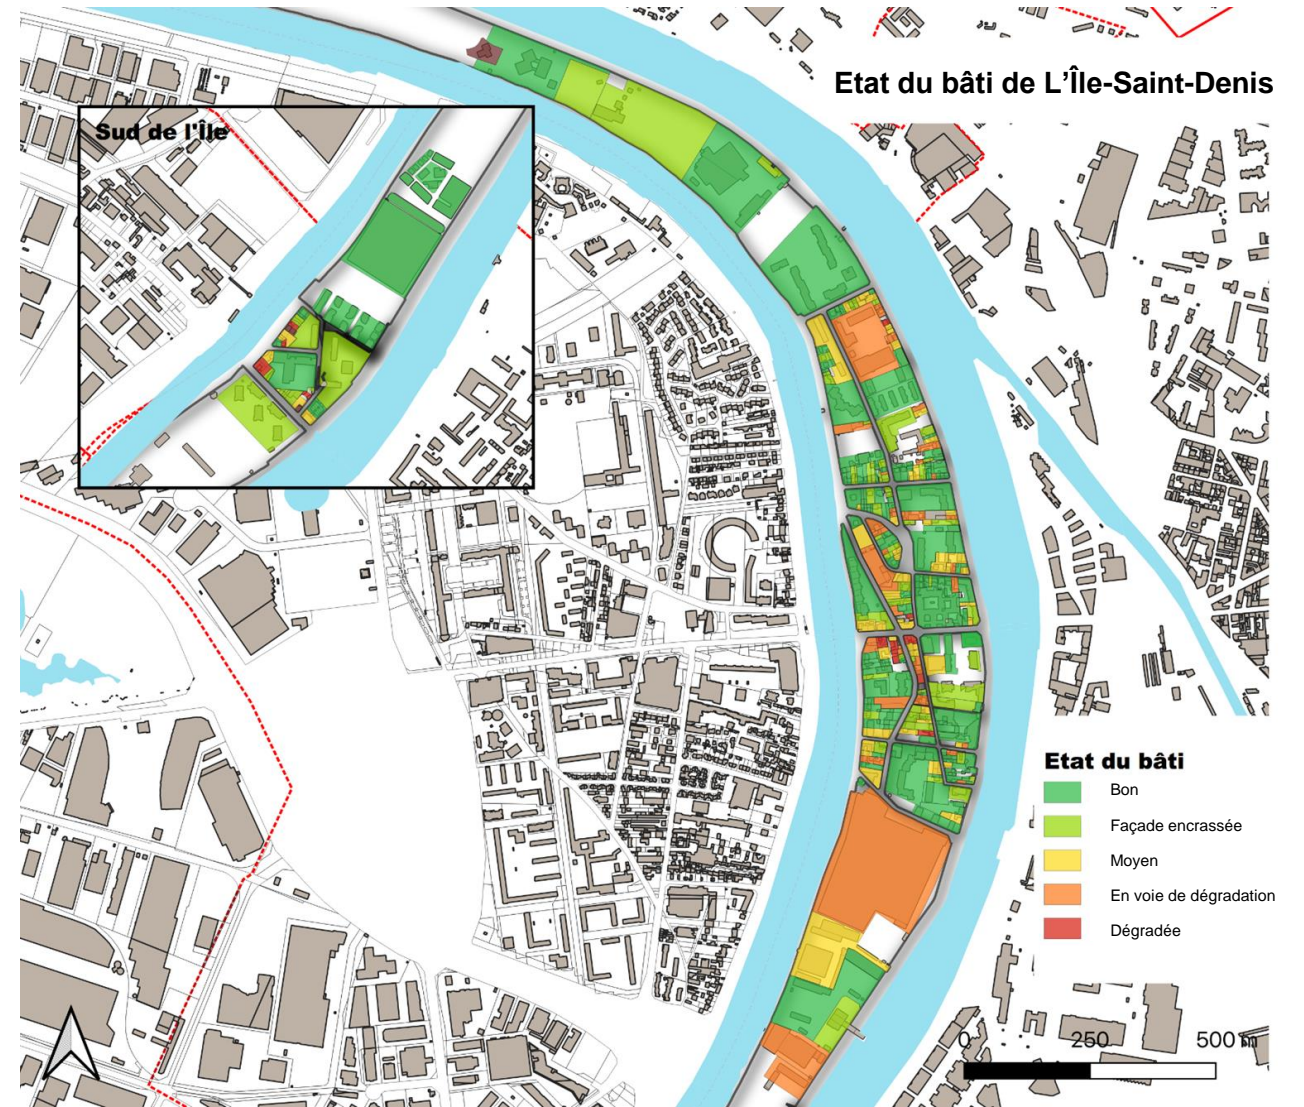 Etat du bâti de L'Île-Saint-Denis
Sud de l'Île
Etat du bâti
Bon
Façade encrassée
Moyen
En voie de dégradation
Dégradée
0 250 500 m